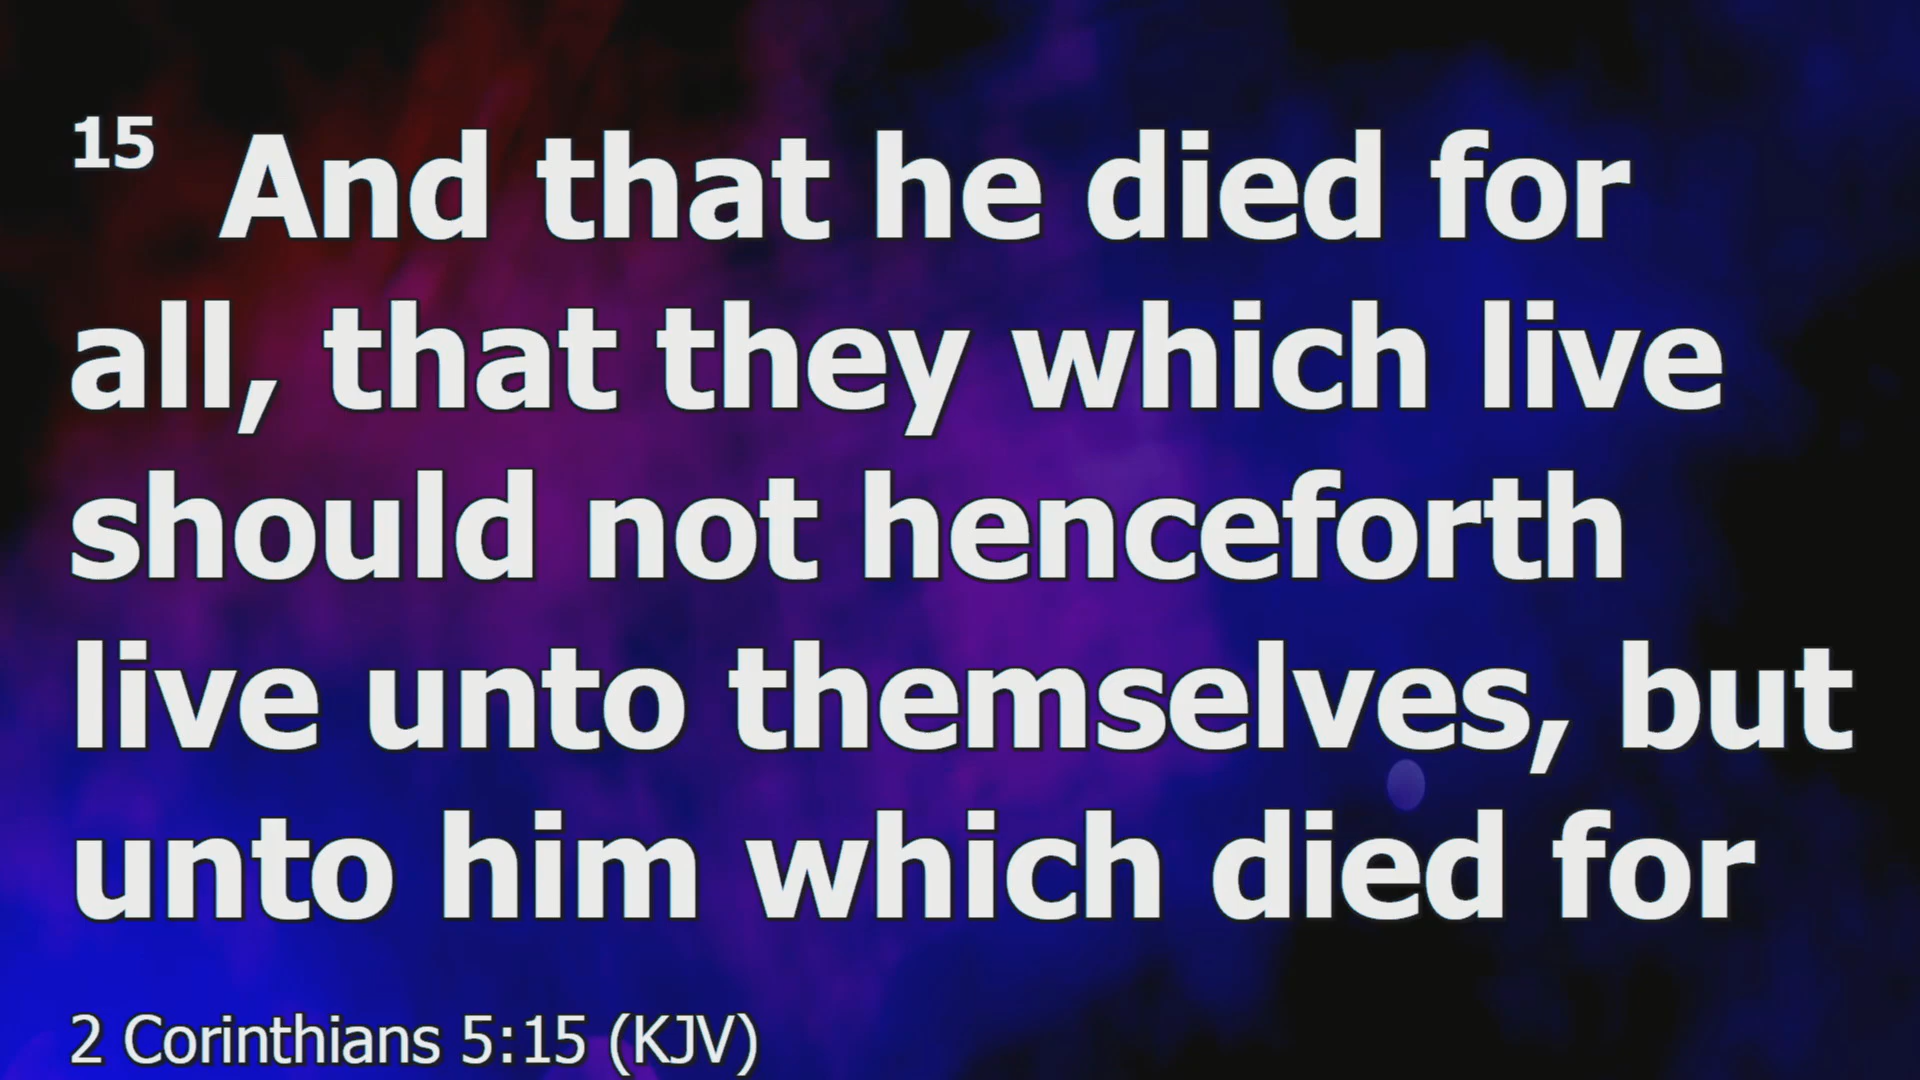 15 And that he died for
all, that they which live
should not henceforth
live unto themselves, but
unto him which died for
2 Corinthians 5:15 (KJV)